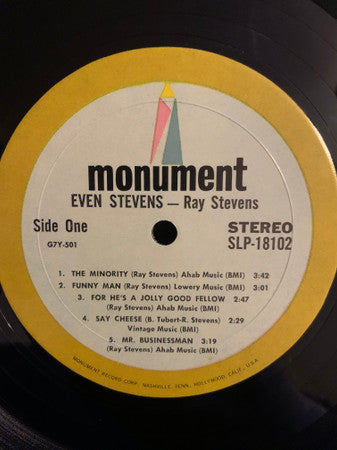 monument
EVEN STEVENS — Ray Stevens
Side One
STEREO
G7Y-501
SLP-18102
1. THE MINORITY (Ray Stevens) Ahab Music (BMI) 3:42
2. FUNNY MAN (Ray Stevens) Lowery Music (BMI) 3:01
3. FOR HE'S A JOLLY GOOD FELLOW 2:47
(Ray Stevens) Ahab Music (BMI)
4. SAY CHEESE (B. Tubert-R. Stevens) 2:29
Vintage Music (BMI)
5. MR. BUSINESSMAN 3:19
(Ray Stevens) Ahab Music (BMI)
MONUMENT RECORD CORP. NASHVILLE, TENN., HOLLYWOOD, CALIF., U.S.A.